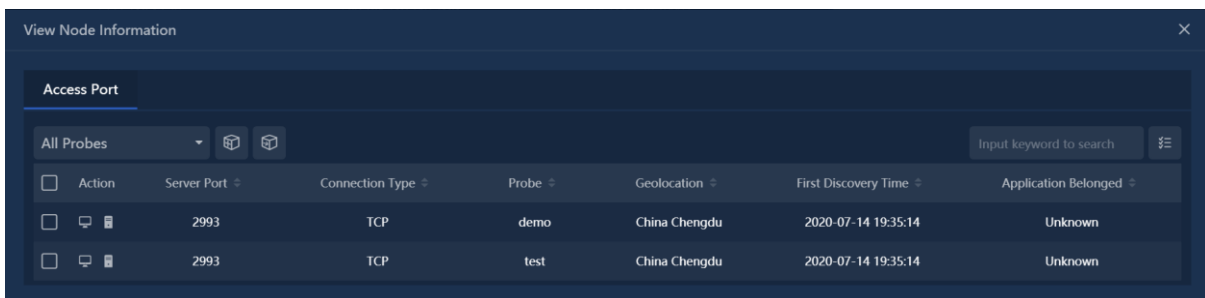 View Node Information
Access Port
All Probes Input keyword to search
Action Server Port Connection Type Probe Geolocation First Discovery Time Application Belonged
2993 TCP demo China Chengdu 2020-07-14 19:35:14 Unknown
2993 TCP test China Chengdu 2020-07-14 19:35:14 Unknown